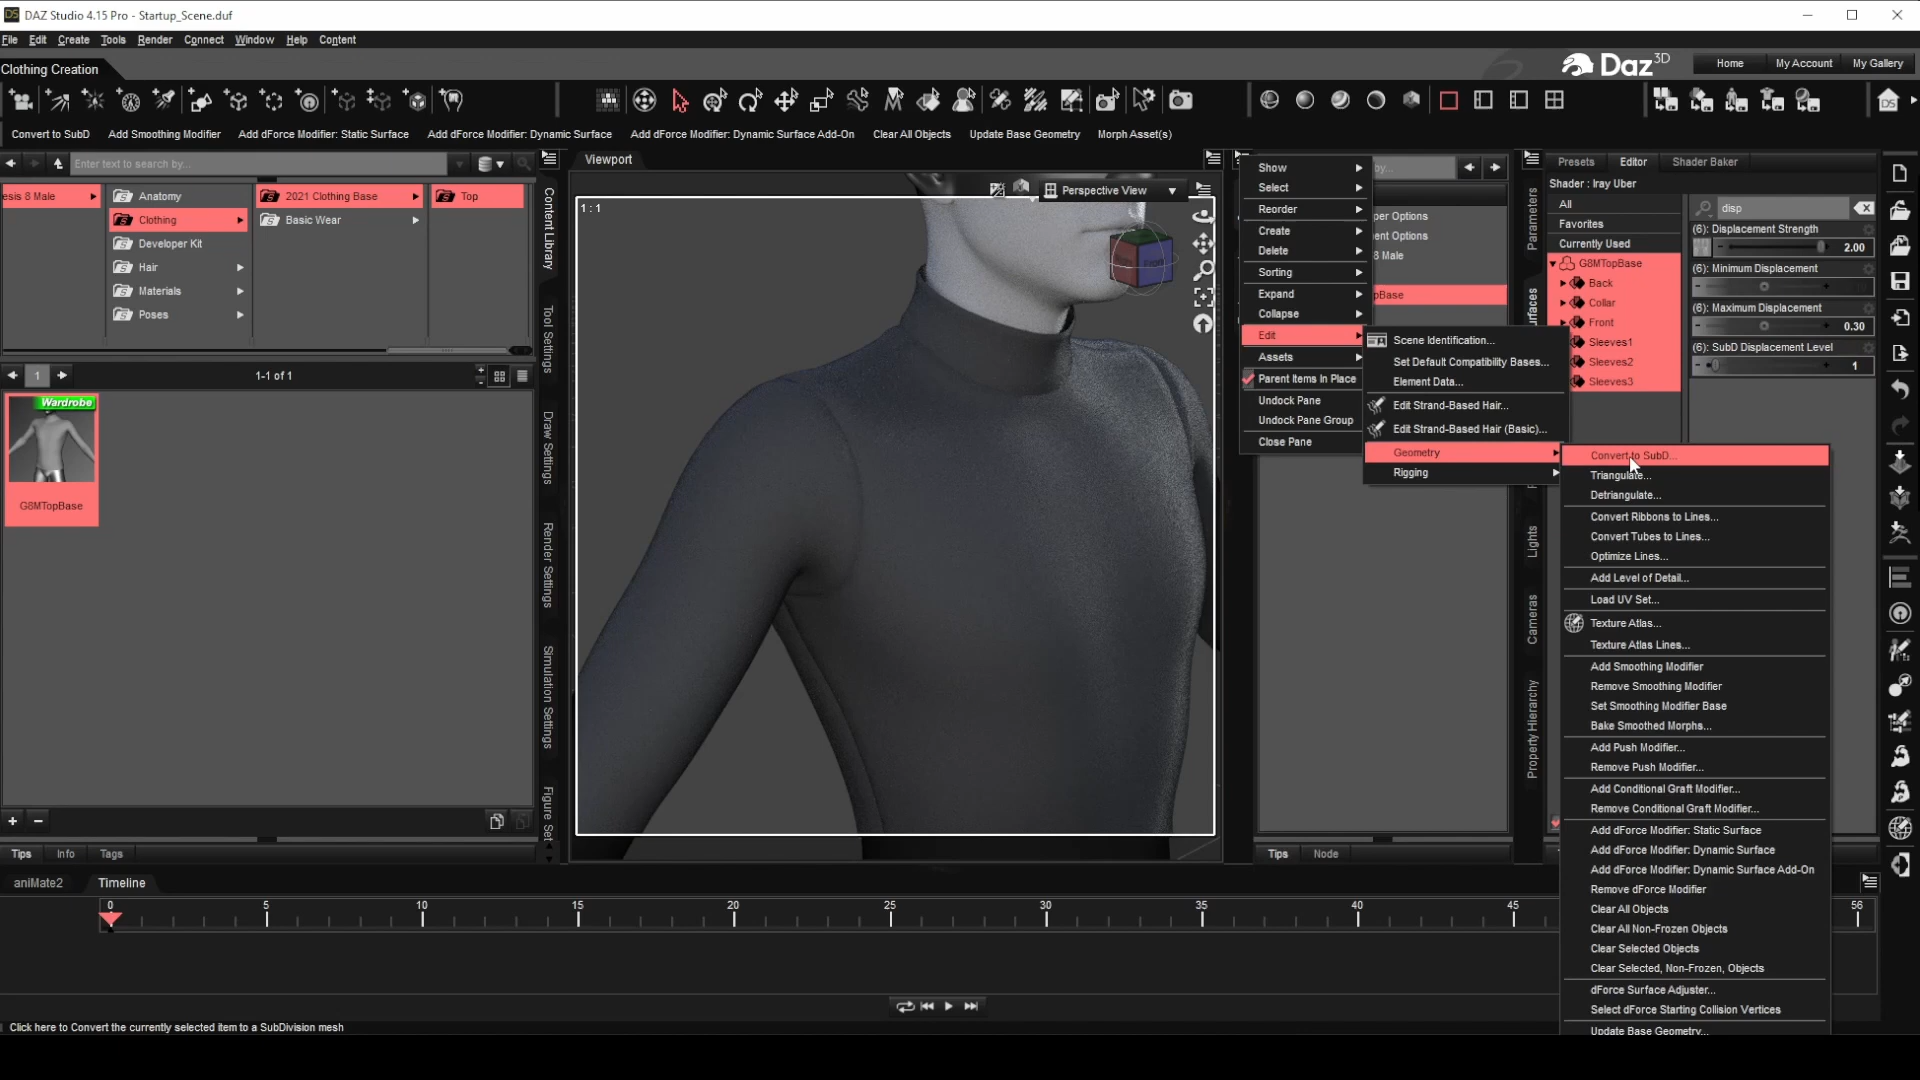 DAZ Studio 4.15 Pro - Startup_Scene.duf
File Edit Create Tools Render Connect Window Help Content
Clothing Creation
Daz 3D
Home My Account My Gallery
Convert to SubD Add Smoothing Modifier Add dForce Modifier: Static Surface Add dForce Modifier: Dynamic Surface Add dForce Modifier: Dynamic Surface Add-On Clear All Objects Update Base Geometry Morph Asset(s)
Enter text to search by...
esis 8 Male
Anatomy
Clothing
Developer Kit
Hair
Materials
Poses
2021 Clothing Base
Basic Wear
Top
1
1-1 of 1
Wardrobe
G8MTopBase
Tips Info Tags
Content Library
Tool Settings
Draw Settings
Render Settings
Simulation Settings
Figure Set
Viewport
1 : 1
Perspective View
Show
Select
Reorder
Create
Delete
Sorting
Expand
Collapse
Edit
Assets
Parent Items In Place
Undock Pane
Undock Pane Group
Close Pane
by...
per Options
ent Options
8 Male
pBase
Scene Identification...
Set Default Compatibility Bases...
Element Data...
Edit Strand-Based Hair...
Edit Strand-Based Hair (Basic)...
Geometry
Rigging
Convert to SubD...
Triangulate...
Detriangulate...
Convert Ribbons to Lines...
Convert Tubes to Lines...
Optimize Lines...
Add Level of Detail...
Load UV Set...
Texture Atlas...
Texture Atlas Lines...
Add Smoothing Modifier
Remove Smoothing Modifier
Set Smoothing Modifier Base
Bake Smoothed Morphs...
Add Push Modifier...
Remove Push Modifier...
Add Conditional Graft Modifier...
Remove Conditional Graft Modifier...
Add dForce Modifier: Static Surface
Add dForce Modifier: Dynamic Surface
Add dForce Modifier: Dynamic Surface Add-On
Remove dForce Modifier
Clear All Objects
Clear All Non-Frozen Objects
Clear Selected Objects
Clear Selected, Non-Frozen, Objects
dForce Surface Adjuster...
Select dForce Starting Collision Vertices
Update Base Geometry...
Tips Node
Parameters
urfaces
Lights
Cameras
Property Hierarchy
Presets Editor Shader Baker
Shader : Iray Uber
All
Favorites
Currently Used
G8MTopBase
Back
Collar
Front
Sleeves1
Sleeves2
Sleeves3
disp
(6): Displacement Strength
2.00
(6): Minimum Displacement
(6): Maximum Displacement
0.30
(6): SubD Displacement Level
1
aniMate2 Timeline
0 5 10 15 20 25 30 35 40 45 56
Click here to Convert the currently selected item to a SubDivision mesh